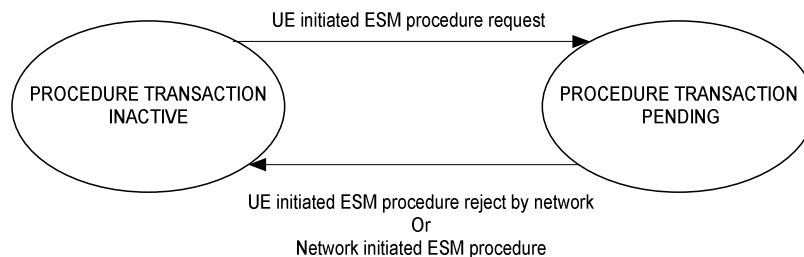 UE initiated ESM procedure request
PROCEDURE TRANSACTION
INACTIVE
PROCEDURE TRANSACTION
PENDING
UE initiated ESM procedure reject by network
Or
Network initiated ESM procedure